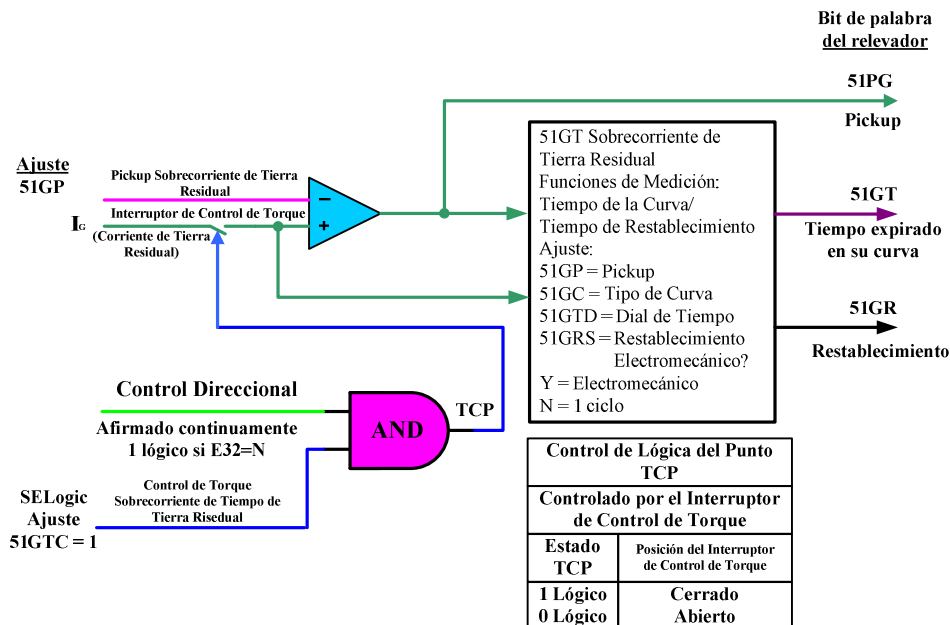 Bit de palabra
del relevador
51PG
Pickup
Ajuste
51GP
Pickup Sobrecorriente de Tierra
Residual
IG
Interruptor de Control de Torque
(Corriente de Tierra
Residual)
−
+
51GT Sobrecorriente de
Tierra Residual
Funciones de Medición:
Tiempo de la Curva/
Tiempo de Restablecimiento
Ajuste:
51GP = Pickup
51GC = Tipo de Curva
51GTD = Dial de Tiempo
51GRS = Restablecimiento
Electromecánico?
Y = Electromecánico
N = 1 ciclo
51GT
Tiempo expirado
en su curva
51GR
Restablecimiento
Control Direccional
Afirmado continuamente
1 lógico si E32=N
AND
TCP
SELogic
Ajuste
51GTC = 1
Control de Torque
Sobrecorriente de Tiempo de
Tierra Risedual
Control de Lógica del Punto
TCP
Controlado por el Interruptor
de Control de Torque
Estado
TCP
Posición del Interruptor
de Control de Torque
1 Lógico
0 Lógico
Cerrado
Abierto